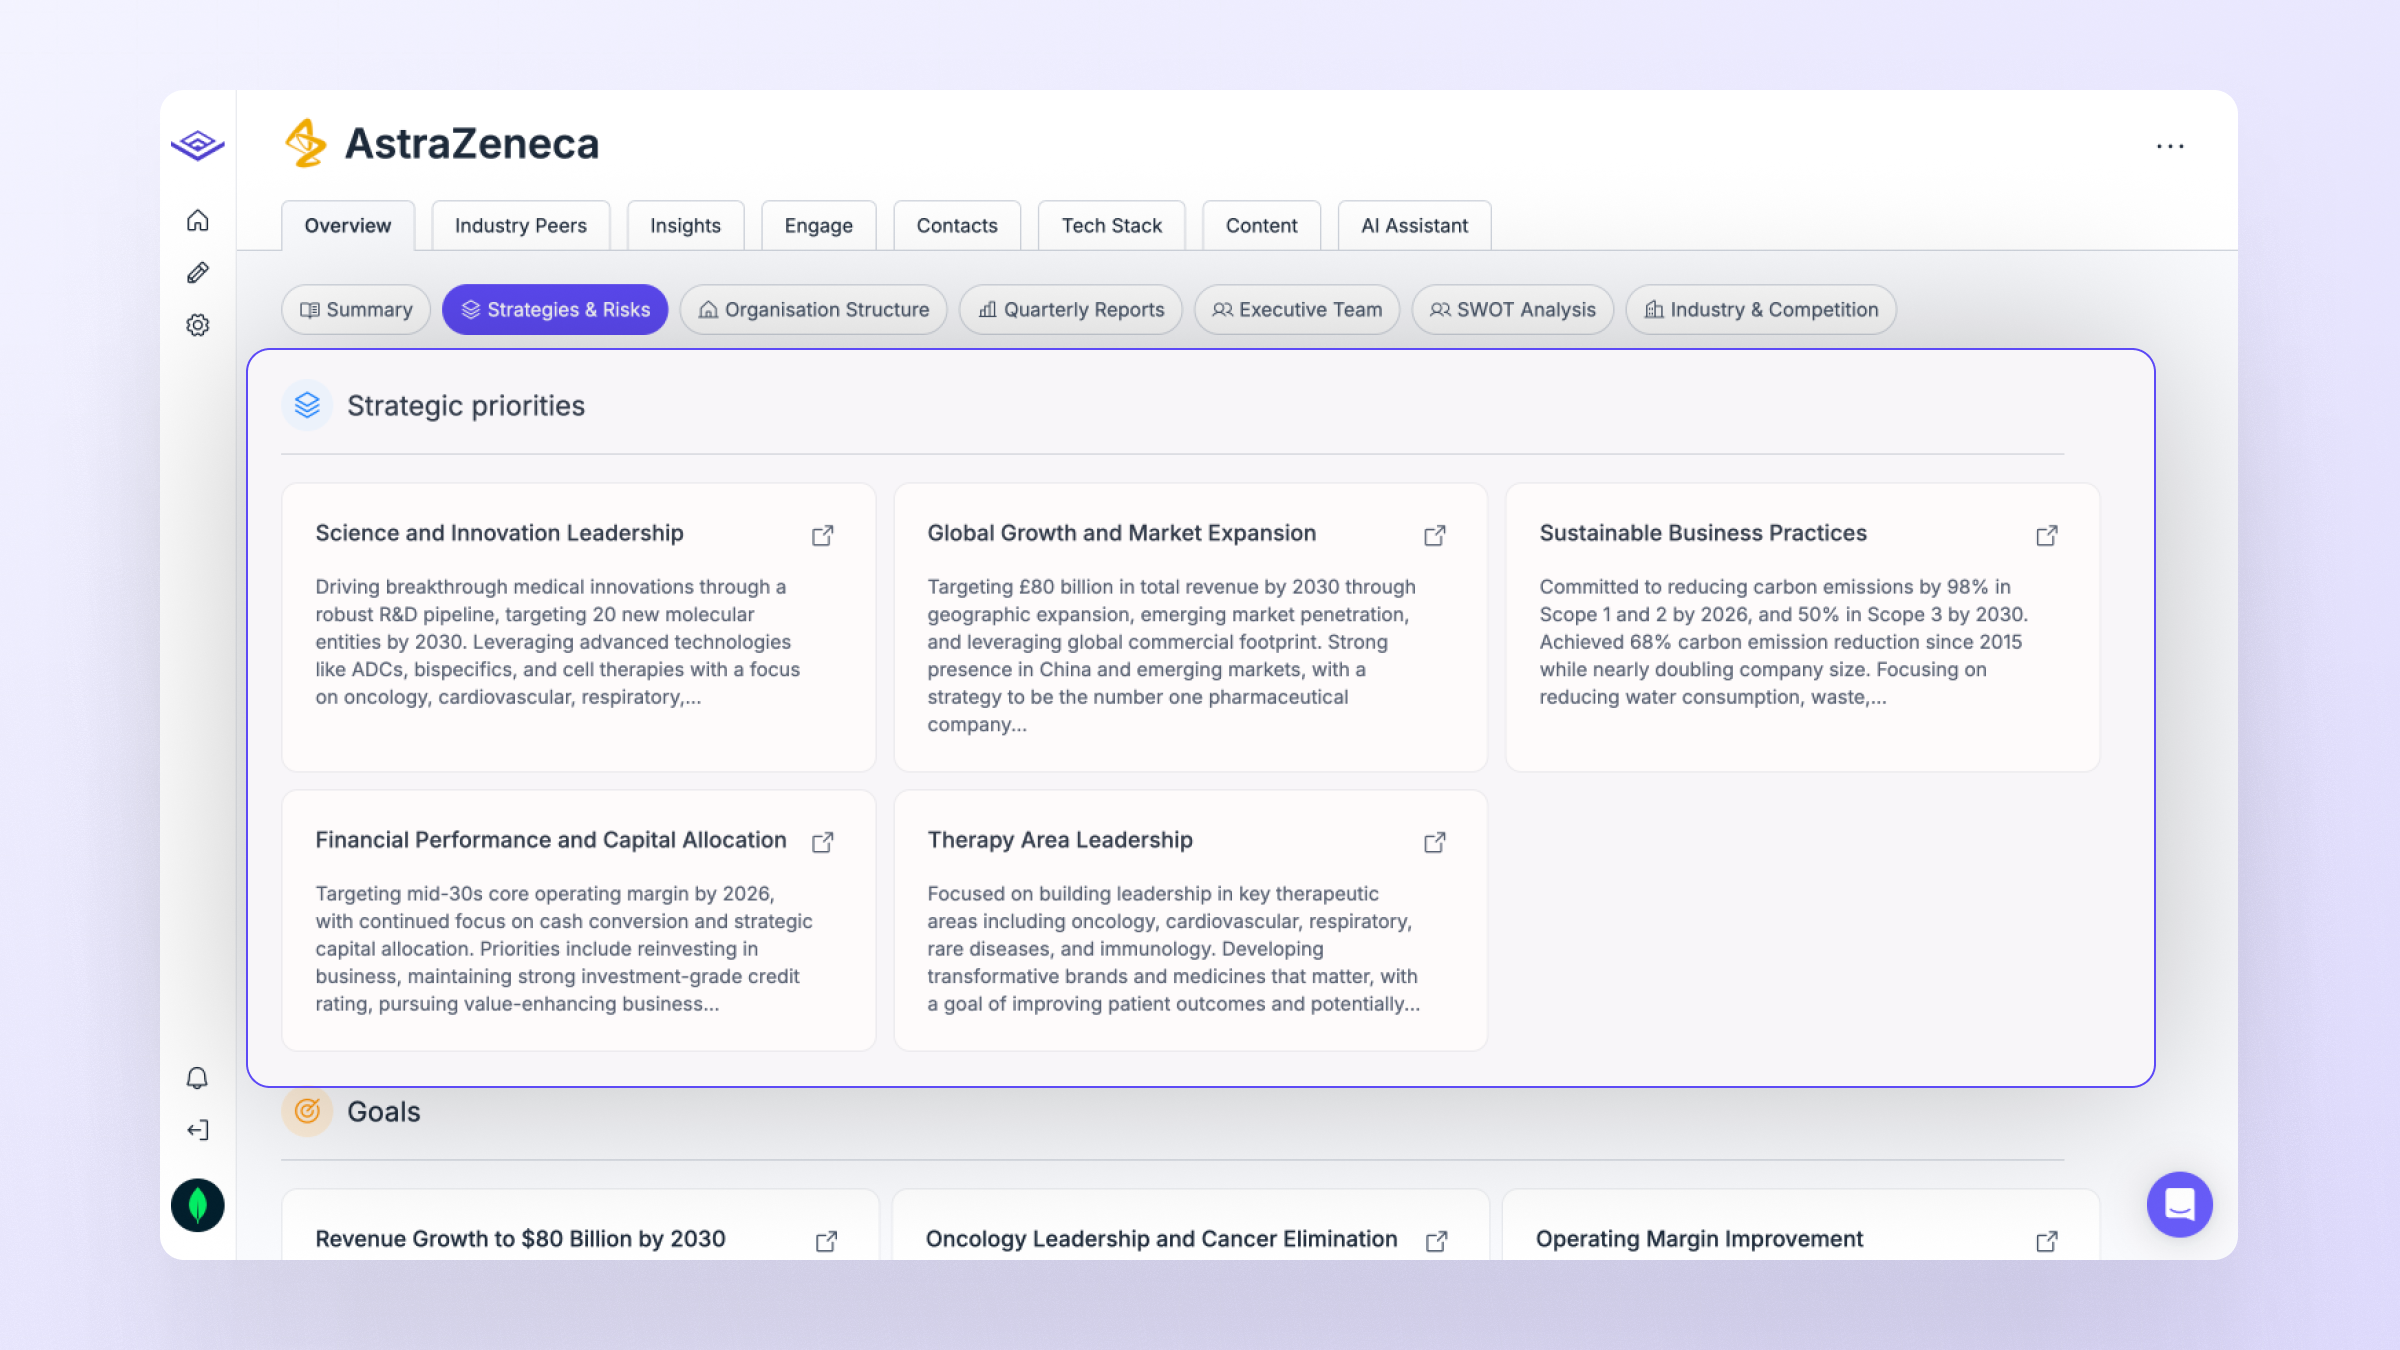 AstraZeneca
...
Overview
Industry Peers
Insights
Engage
Contacts
Tech Stack
Content
AI Assistant
Summary
Strategies & Risks
Organisation Structure
Quarterly Reports
Executive Team
SWOT Analysis
Industry & Competition
Strategic priorities
Science and Innovation Leadership
Driving breakthrough medical innovations through a
robust R&D pipeline, targeting 20 new molecular
entities by 2030. Leveraging advanced technologies
like ADCs, bispecifics, and cell therapies with a focus
on oncology, cardiovascular, respiratory,...
Global Growth and Market Expansion
Targeting £80 billion in total revenue by 2030 through
geographic expansion, emerging market penetration,
and leveraging global commercial footprint. Strong
presence in China and emerging markets, with a
strategy to be the number one pharmaceutical
company...
Sustainable Business Practices
Committed to reducing carbon emissions by 98% in
Scope 1 and 2 by 2026, and 50% in Scope 3 by 2030.
Achieved 68% carbon emission reduction since 2015
while nearly doubling company size. Focusing on
reducing water consumption, waste,...
Financial Performance and Capital Allocation
Targeting mid-30s core operating margin by 2026,
with continued focus on cash conversion and strategic
capital allocation. Priorities include reinvesting in
business, maintaining strong investment-grade credit
rating, pursuing value-enhancing business...
Therapy Area Leadership
Focused on building leadership in key therapeutic
areas including oncology, cardiovascular, respiratory,
rare diseases, and immunology. Developing
transformative brands and medicines that matter, with
a goal of improving patient outcomes and potentially...
Goals
Revenue Growth to $80 Billion by 2030
Oncology Leadership and Cancer Elimination
Operating Margin Improvement